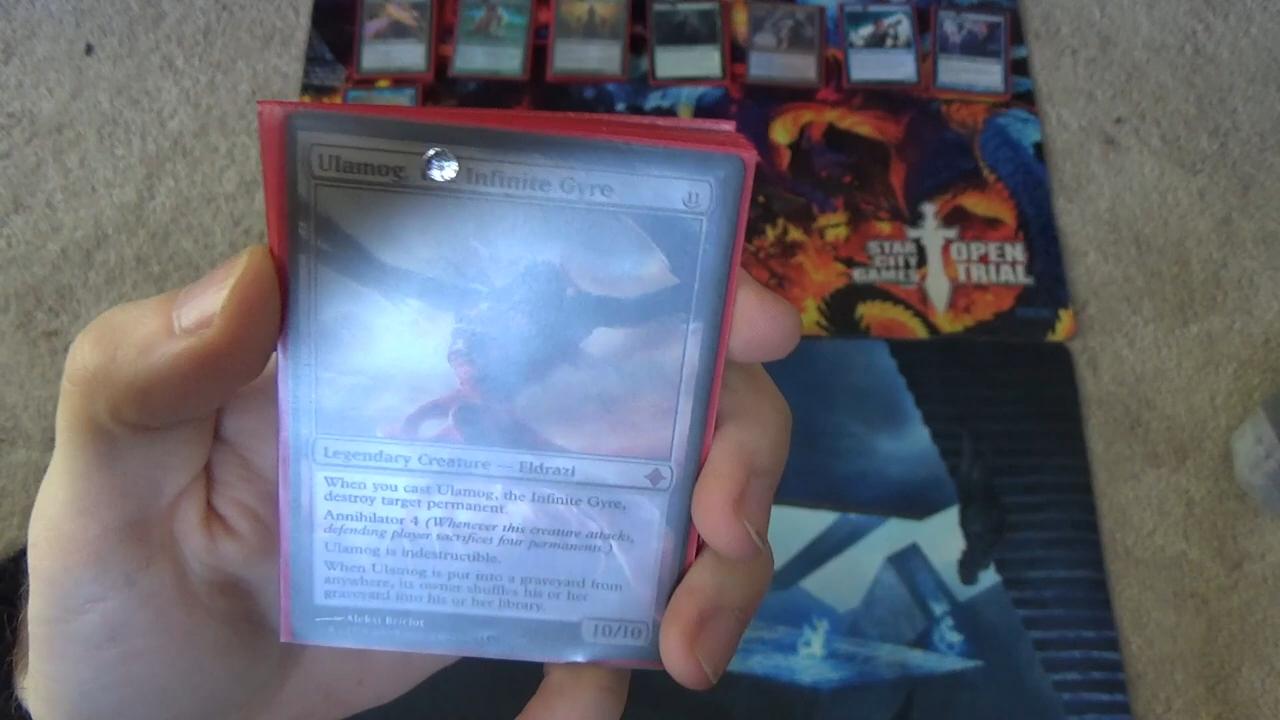 Ulamog, Infinite Gyre
11
STAR CITY GAMES OPEN TRIAL
Legendary Creature — Eldrazi
When you cast Ulamog, the Infinite Gyre,
destroy target permanent.
Annihilator 4 (Whenever this creature attacks,
defending player sacrifices four permanents.)
Ulamog is indestructible.
When Ulamog is put into a graveyard from
anywhere, its owner shuffles his or her
graveyard into his or her library.
Aleksi Briclot
10/10